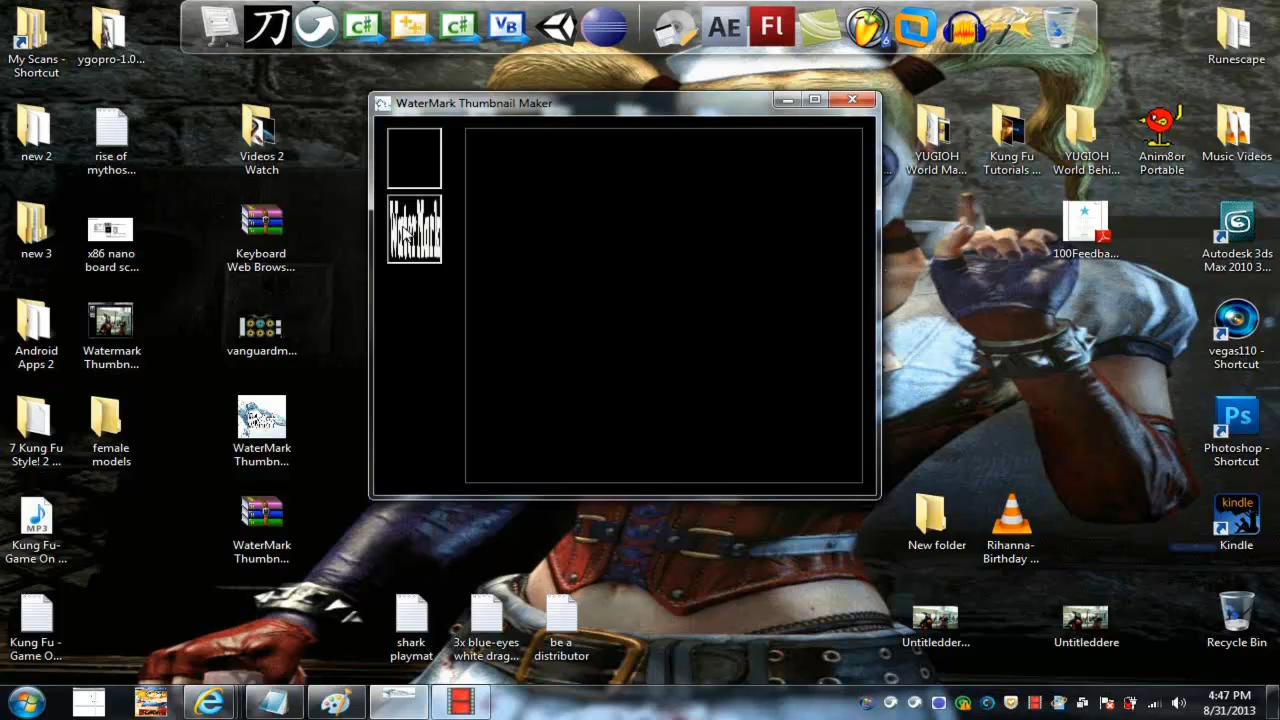 My Scans -
Shortcut
ygopro-1.0...
C#
C#
VB
AE
Fl
6
Runescape
WaterMark Thumbnail Maker
WaterMark
new 2
rise of
mythos...
Videos 2
Watch
YUGIOH
World Ma...
Kung Fu
Tutorials ...
YUGIOH
World Behi...
Anim8or
Portable
Music Videos
new 3
x86 nano
board sc...
Keyboard
Web Brows...
100Feedba...
Autodesk 3ds
Max 2010 3...
Android
Apps 2
Watermark
Thumbn...
vanguardm...
vegas110 -
Shortcut
7 Kung Fu
Style! 2 ...
female
models
WaterMark
Thumbn...
Ps
Photoshop -
Shortcut
MP3
Kung Fu-
Game On ...
WaterMark
Thumbn...
New folder
Rihanna-
Birthday ...
kindle
Kindle
Kung Fu -
Game O...
shark
playmat
3x blue-eyes
white drag...
be a
distributor
Untitledder...
Untitleddere
Recycle Bin
4:47 PM
8/31/2013